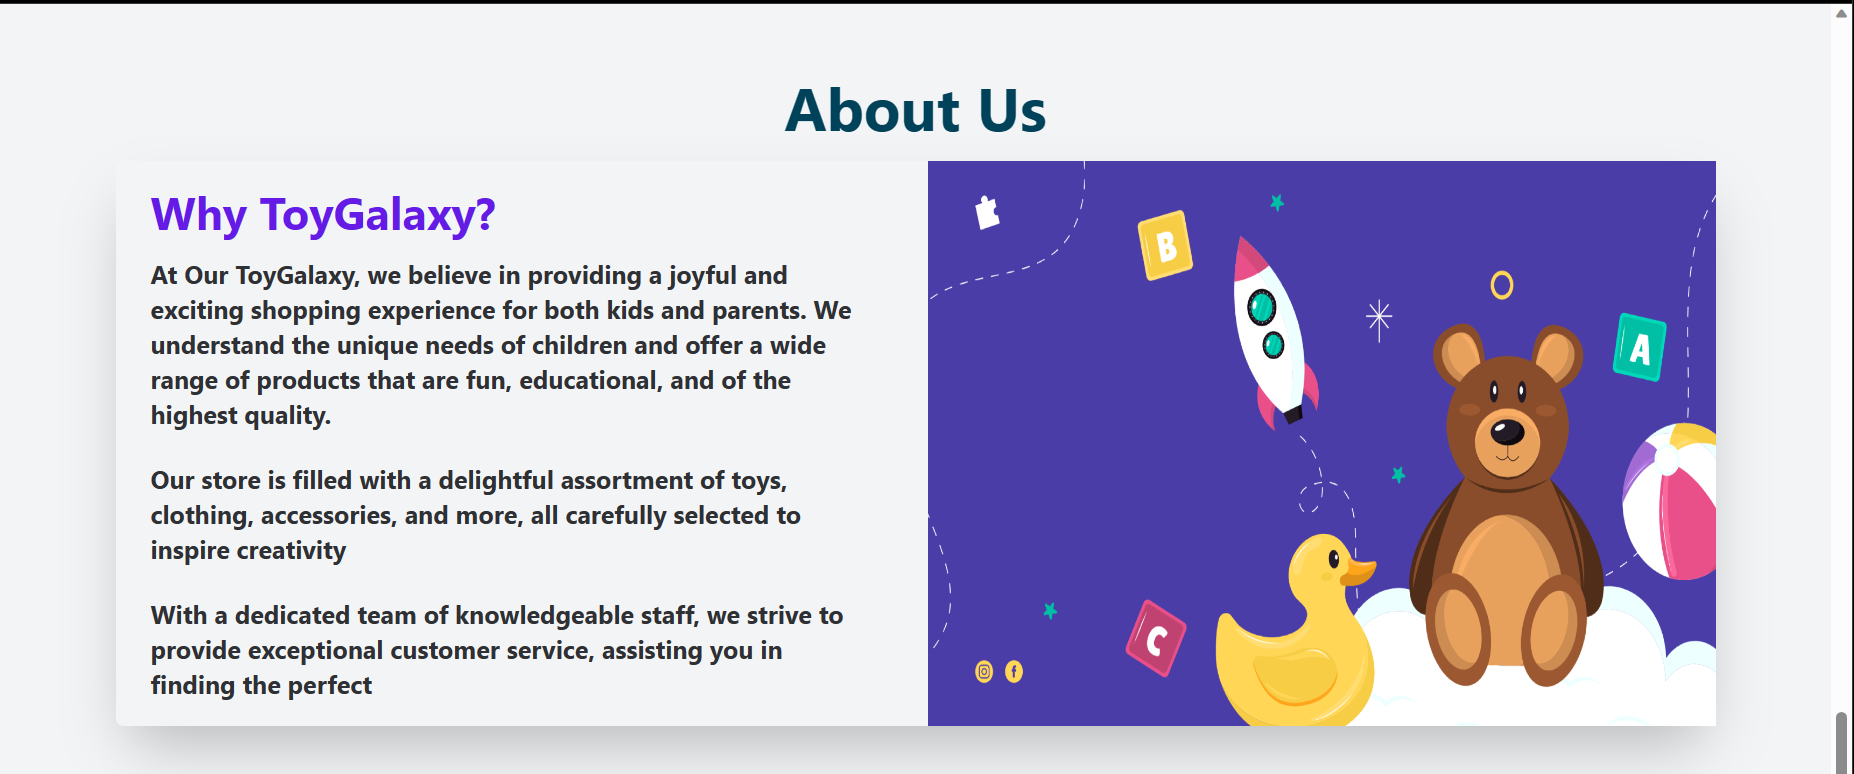 About Us
Why ToyGalaxy?
At Our ToyGalaxy, we believe in providing a joyful and
exciting shopping experience for both kids and parents. We
understand the unique needs of children and offer a wide
range of products that are fun, educational, and of the
highest quality.
Our store is filled with a delightful assortment of toys,
clothing, accessories, and more, all carefully selected to
inspire creativity
With a dedicated team of knowledgeable staff, we strive to
provide exceptional customer service, assisting you in
finding the perfect
B
A
C
f